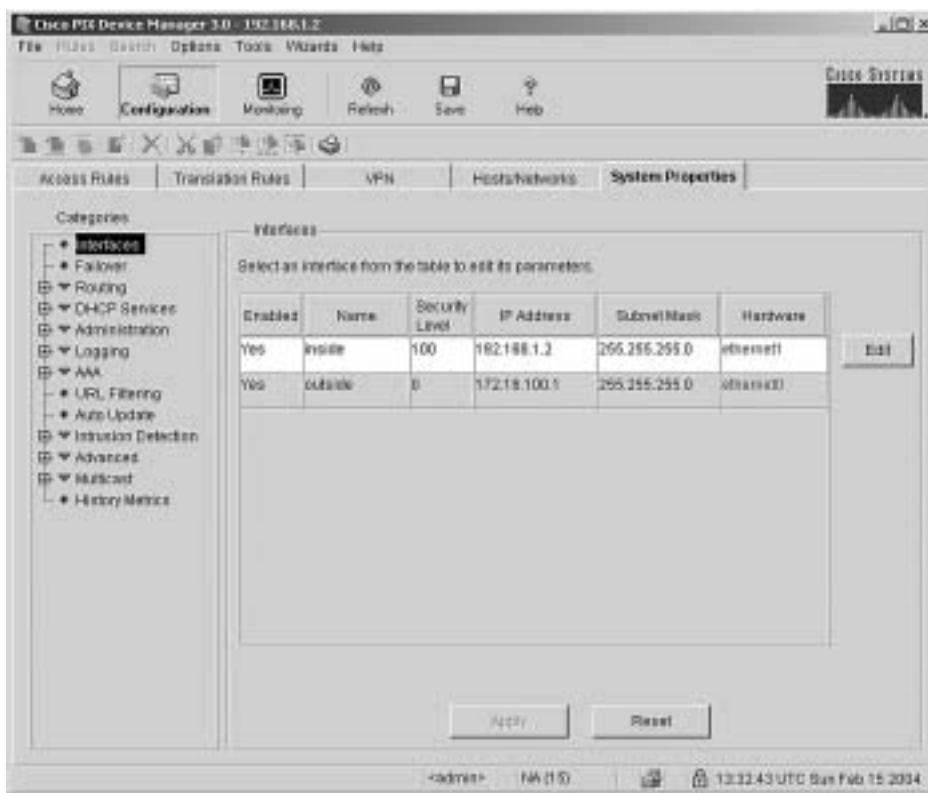 Cisco PIX Device Manager 3.0 - 192.168.1.2
File Rules Search Options Tools Wizards Help
Home Configuration Monitoring Refresh Save Help
CISCO SYSTEMS
Access Rules Translation Rules VPN Hosts/Networks System Properties
Categories
Interfaces
Failover
Routing
DHCP Services
Administration
Logging
AAA
URL Filtering
Auto Update
Intrusion Detection
Advanced
Multicast
History Metrics
Interfaces
Select an interface from the table to edit its parameters.
Enabled Name Security Level IP Address Subnet Mask Hardware
Yes inside 100 192.168.1.2 255.255.255.0 ethernet1
Yes outside 0 172.18.100.1 255.255.255.0 ethernet0
Edit
Apply Reset
<admin> NA (15) 13:32:43 UTC Sun Feb 15 2004